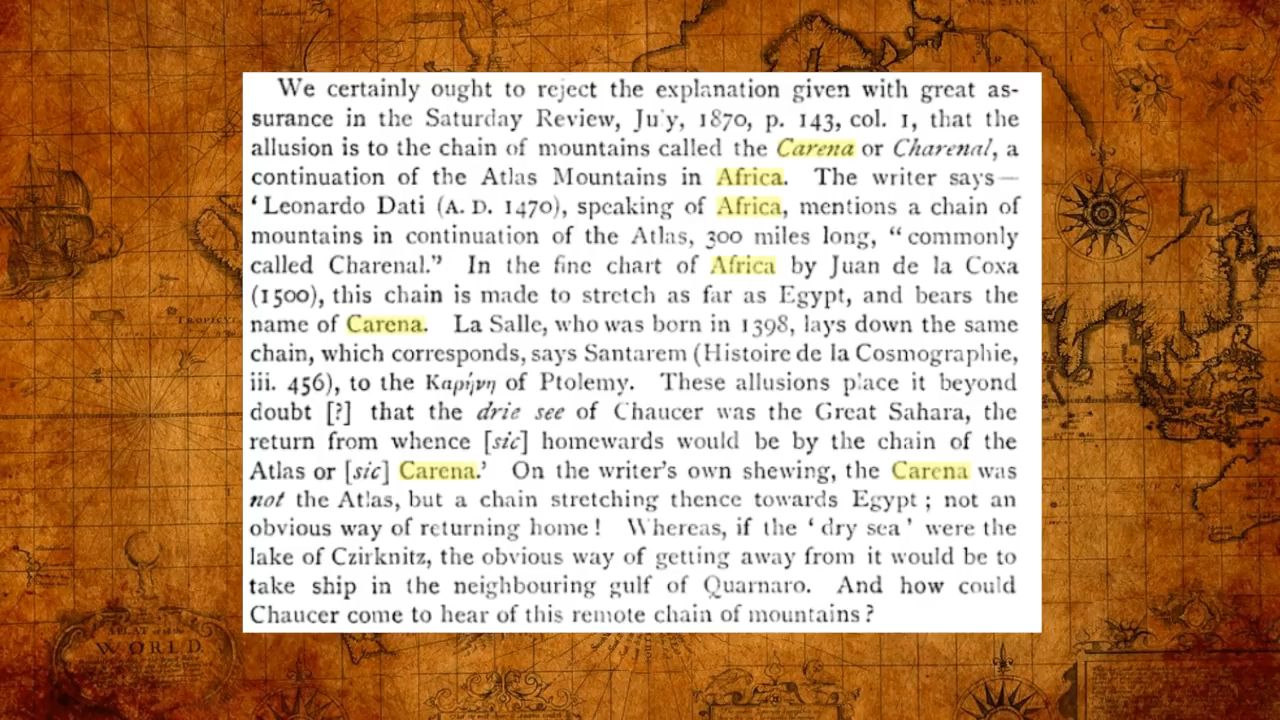 We certainly ought to reject the explanation given with great as-
surance in the Saturday Review, July, 1870, p. 143, col. 1, that the
allusion is to the chain of mountains called the Carena or Charenal, a
continuation of the Atlas Mountains in Africa. The writer says—
‘Leonardo Dati (A. D. 1470), speaking of Africa, mentions a chain of
mountains in continuation of the Atlas, 300 miles long, “commonly
called Charenal.” In the fine chart of Africa by Juan de la Coxa
(1500), this chain is made to stretch as far as Egypt, and bears the
name of Carena. La Salle, who was born in 1398, lays down the same
chain, which corresponds, says Santarem (Histoire de la Cosmographie,
iii. 456), to the Καρήνη of Ptolemy. These allusions place it beyond
doubt [?] that the drie see of Chaucer was the Great Sahara, the
return from whence [sic] homewards would be by the chain of the
Atlas or [sic] Carena.’ On the writer’s own shewing, the Carena was
not the Atlas, but a chain stretching thence towards Egypt; not an
obvious way of returning home! Whereas, if the ‘dry sea’ were the
lake of Czirknitz, the obvious way of getting away from it would be to
take ship in the neighbouring gulf of Quarnaro. And how could
Chaucer come to hear of this remote chain of mountains?
WORLD